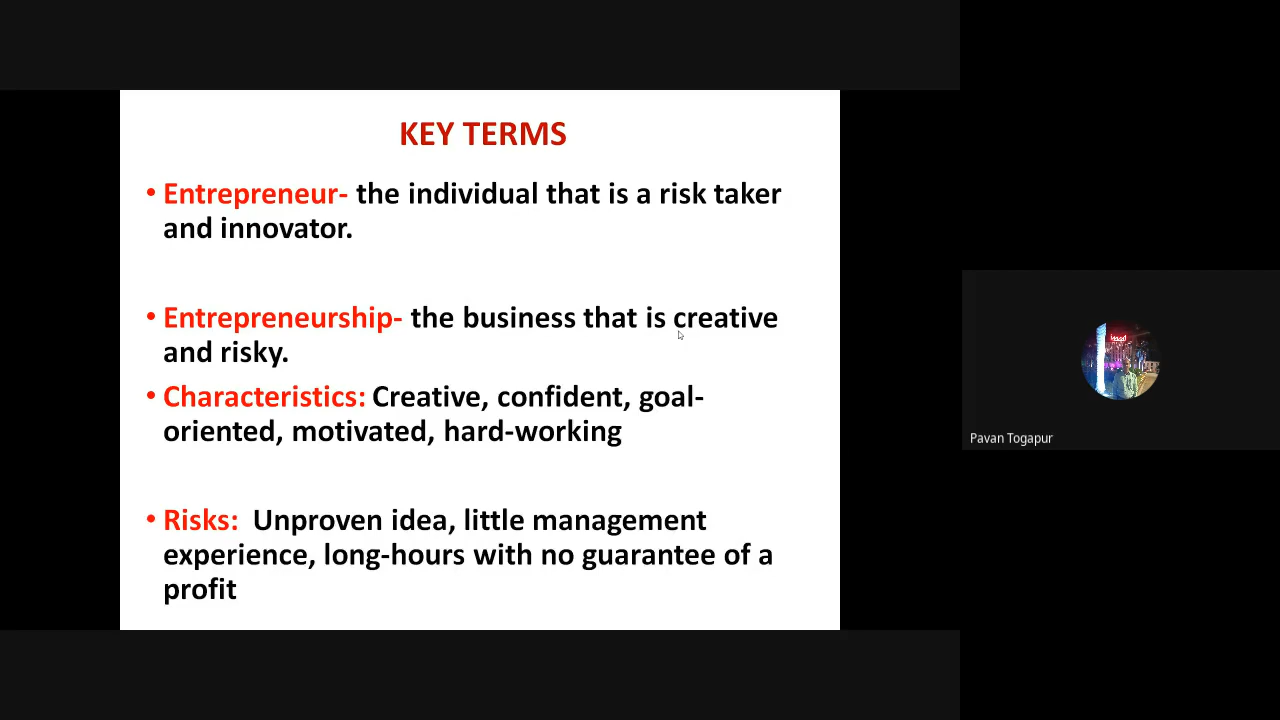 KEY TERMS
• Entrepreneur- the individual that is a risk taker
and innovator.
• Entrepreneurship- the business that is creative
and risky.
• Characteristics: Creative, confident, goal-
oriented, motivated, hard-working
• Risks:  Unproven idea, little management
experience, long-hours with no guarantee of a
profit
Pavan Togapur